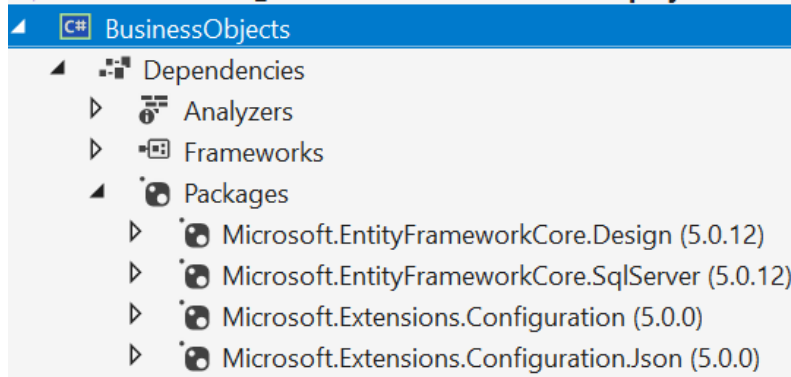 C# BusinessObjects
Dependencies
Analyzers
Frameworks
Packages
Microsoft.EntityFrameworkCore.Design (5.0.12)
Microsoft.EntityFrameworkCore.SqlServer (5.0.12)
Microsoft.Extensions.Configuration (5.0.0)
Microsoft.Extensions.Configuration.Json (5.0.0)